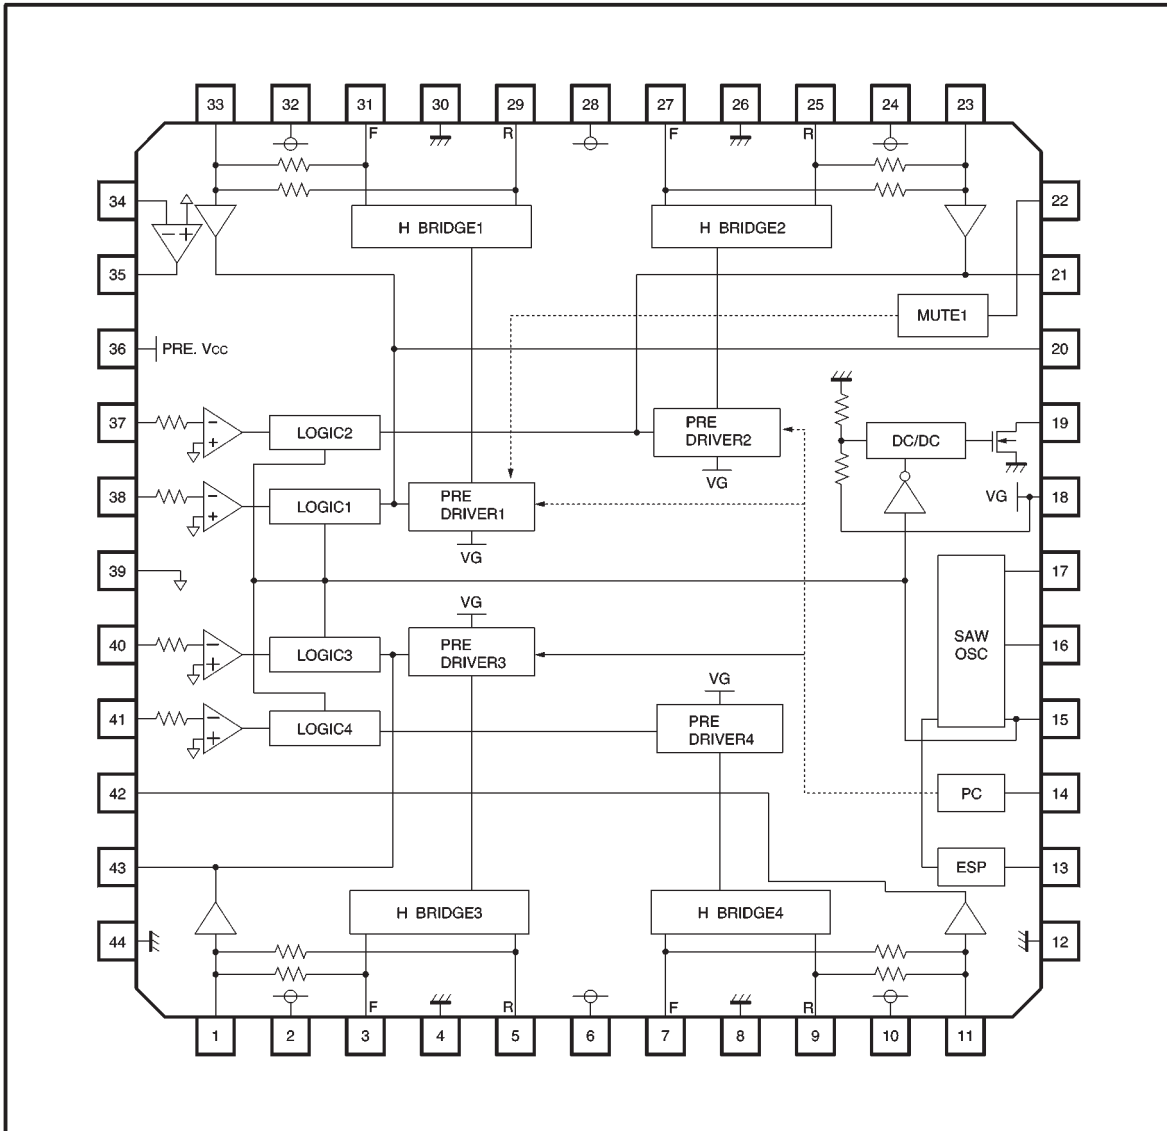 33 32 31 30 29 28 27 26 25 24 23
F R F R
34 22
H BRIDGE1 H BRIDGE2
− + 
35 21
MUTE1
36 PRE. VCC 20
37 − + LOGIC2 PRE DRIVER2 DC/DC 19
VG
38 − + LOGIC1 PRE DRIVER1 VG 18
VG
39 17
VG
40 − + LOGIC3 PRE DRIVER3 SAW OSC 16
VG
41 − + LOGIC4 PRE DRIVER4 15
42 PC 14
43 ESP 13
H BRIDGE3 H BRIDGE4
44 12
F R F R
1 2 3 4 5 6 7 8 9 10 11